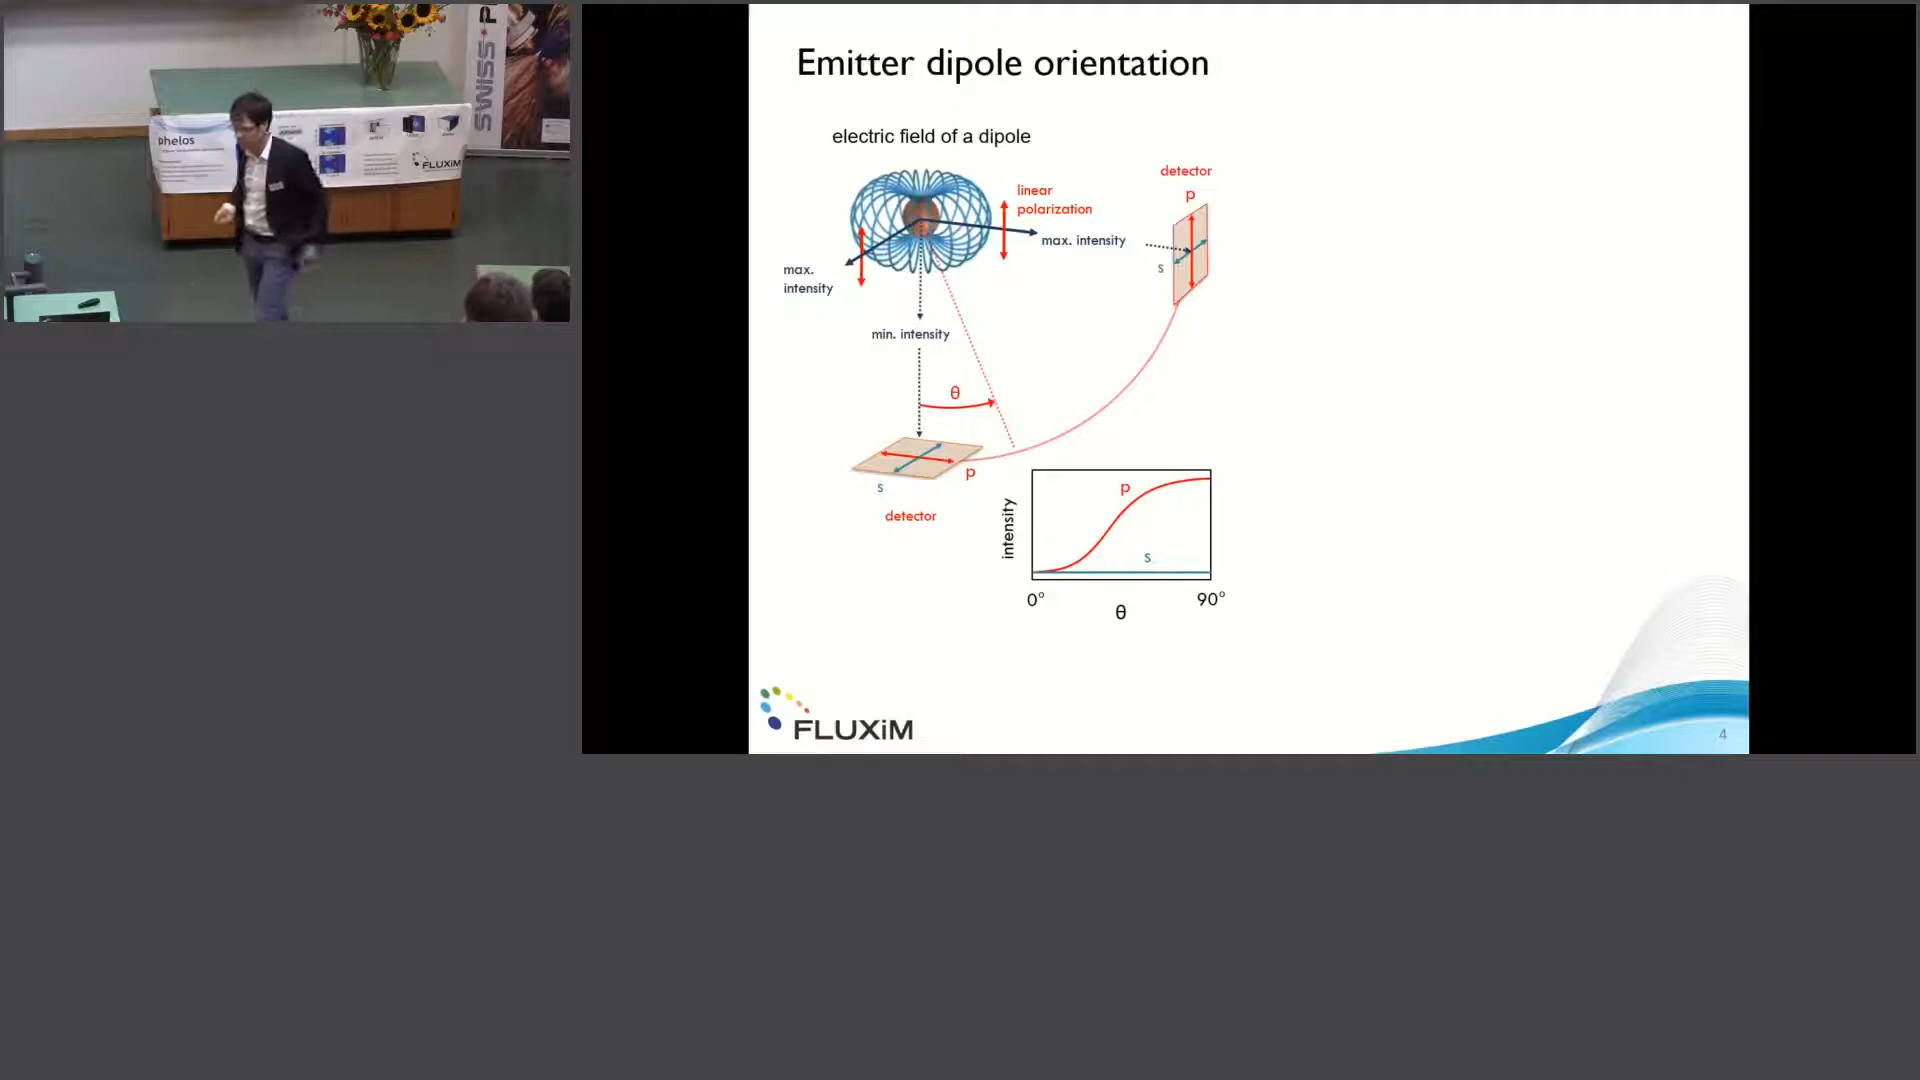 SWISS P
phelos
FLUXiM
Emitter dipole orientation
electric field of a dipole
detector
p
linear
polarization
max. intensity
s
max.
intensity
min. intensity
θ
p
s
detector
intensity
p
s
0°
90°
θ
FLUXiM
4